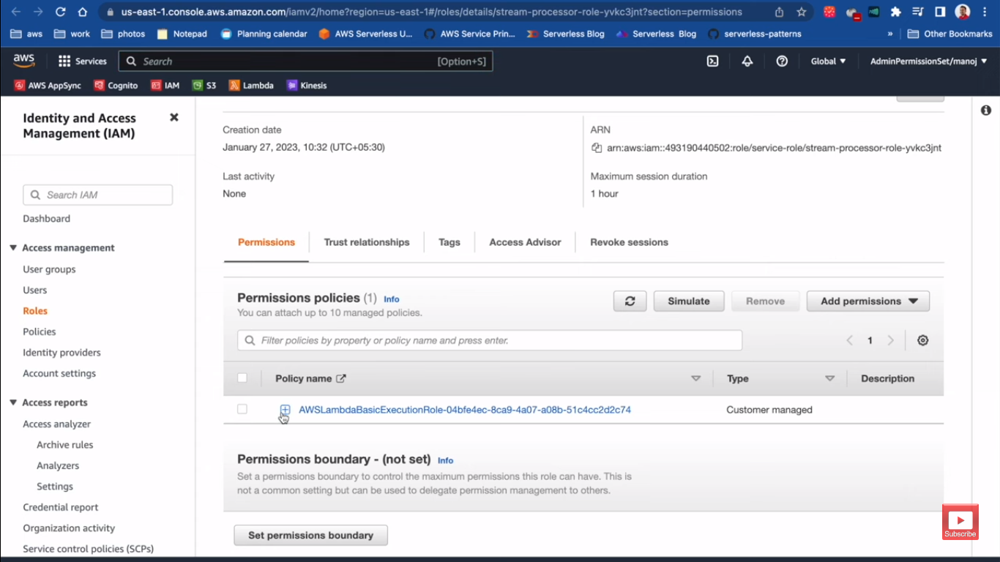 us-east-1.console.aws.amazon.com/iamv2/home?region=us-east-1#/roles/details/stream-processor-role-yvkc3jnt?section=permissions
aws work photos Notepad Planning calendar AWS Serverless U... AWS Service Prin... Serverless Blog Serverless Blog serverless-patterns » Other Bookmarks
aws Services Search [Option+S] Global AdminPermissionSet/manoj
AWS AppSync Cognito IAM S3 Lambda Kinesis
Identity and Access
Management (IAM)
Search IAM
Dashboard
Access management
User groups
Users
Roles
Policies
Identity providers
Account settings
Access reports
Access analyzer
Archive rules
Analyzers
Settings
Credential report
Organization activity
Service control policies (SCPs)
Creation date
January 27, 2023, 10:32 (UTC+05:30)
ARN
arn:aws:iam::493190440502:role/service-role/stream-processor-role-yvkc3jnt
Last activity
None
Maximum session duration
1 hour
Permissions Trust relationships Tags Access Advisor Revoke sessions
Permissions policies (1) Info
You can attach up to 10 managed policies.
Simulate Remove Add permissions
Filter policies by property or policy name and press enter.
1
Policy name Type Description
AWSLambdaBasicExecutionRole-04bfe4ec-8ca9-4a07-a08b-51c4cc2d2c74 Customer managed
Permissions boundary - (not set) Info
Set a permissions boundary to control the maximum permissions this role can have. This is
not a common setting but can be used to delegate permission management to others.
Set permissions boundary
Subscribe